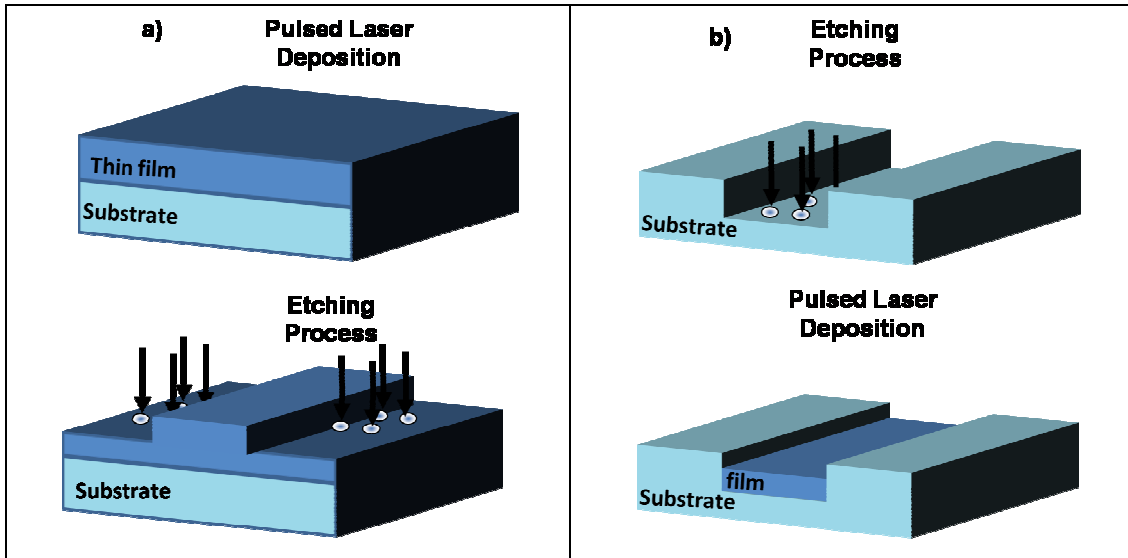 a)
Pulsed Laser
Deposition
Thin film
Substrate
Etching
Process
Substrate
b)
Etching
Process
Substrate
Pulsed Laser
Deposition
film
Substrate